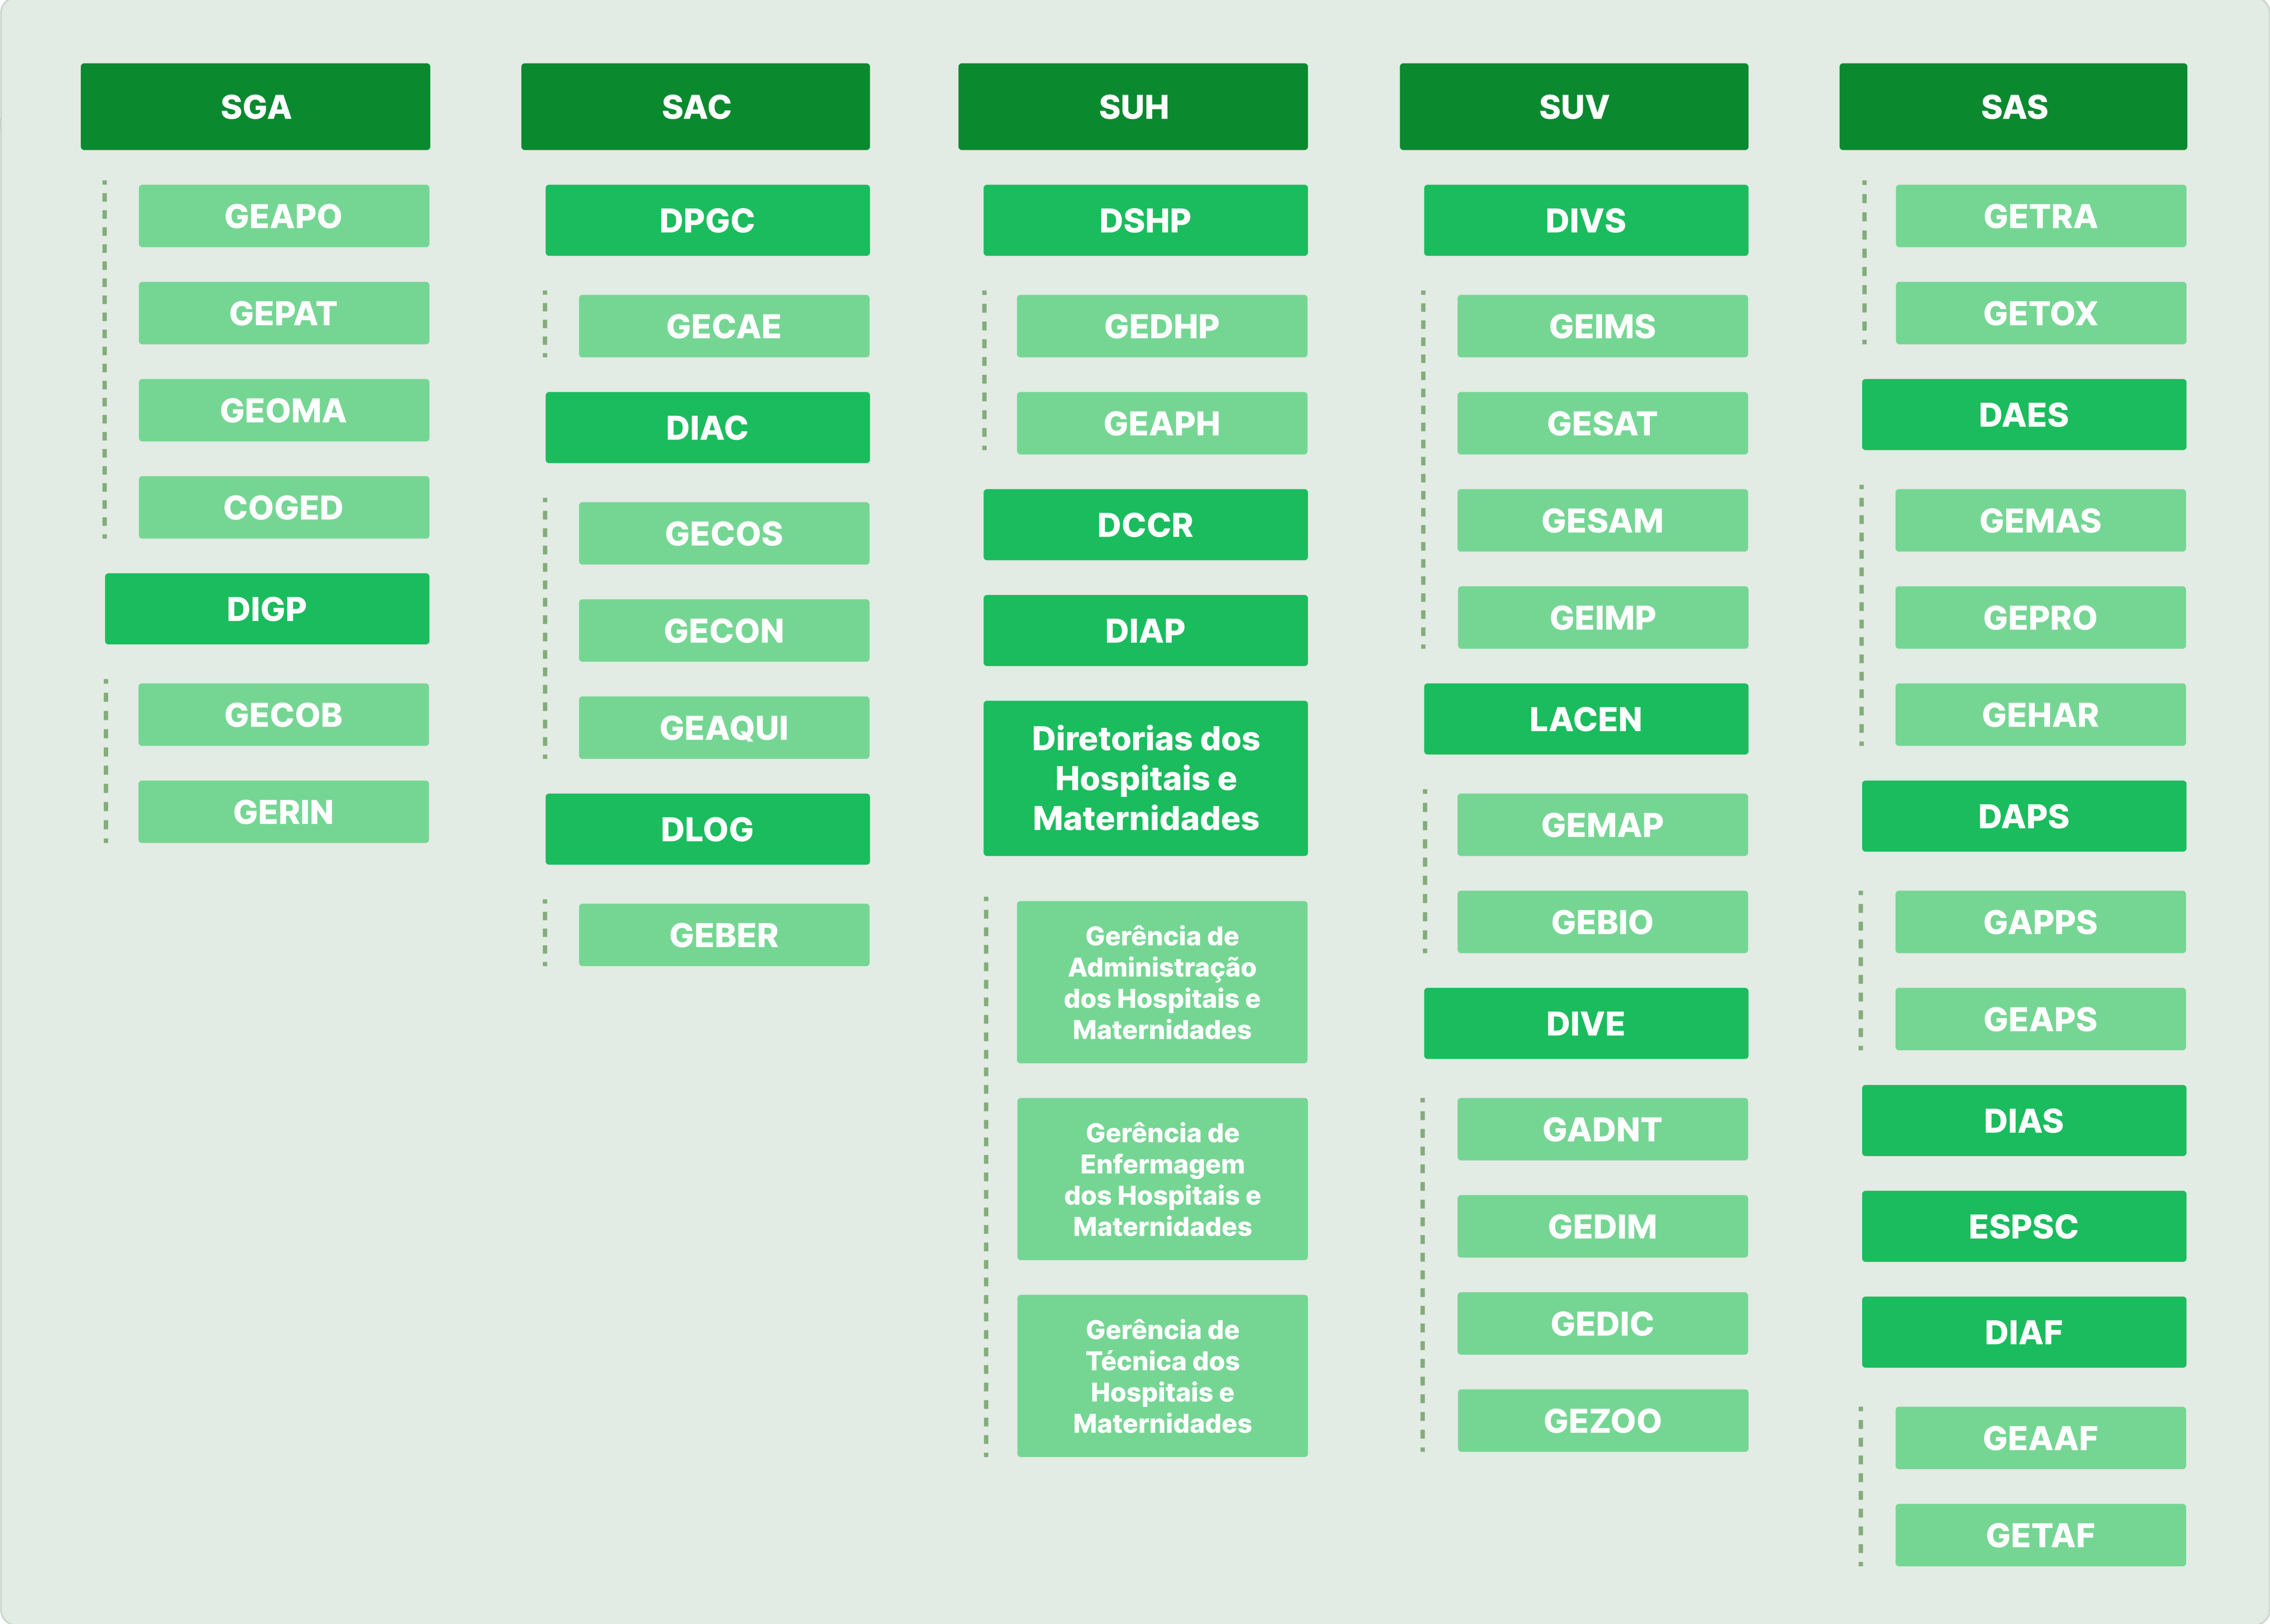 SGA
GEAPO
GEPAT
GEOMA
COGED
DIGP
GECOB
GERIN
SAC
DPGC
GECAE
DIAC
GECOS
GECON
GEAQUI
DLOG
GEBER
SUH
DSHP
GEDHP
GEAPH
DCCR
DIAP
Diretorias dos
Hospitais e
Maternidades
Gerência de
Administração
dos Hospitais e
Maternidades
Gerência de
Enfermagem
dos Hospitais e
Maternidades
Gerência de
Técnica dos
Hospitais e
Maternidades
SUV
DIVS
GEIMS
GESAT
GESAM
GEIMP
LACEN
GEMAP
GEBIO
DIVE
GADNT
GEDIM
GEDIC
GEZOO
SAS
GETRA
GETOX
DAES
GEMAS
GEPRO
GEHAR
DAPS
GAPPS
GEAPS
DIAS
ESPSC
DIAF
GEAAF
GETAF